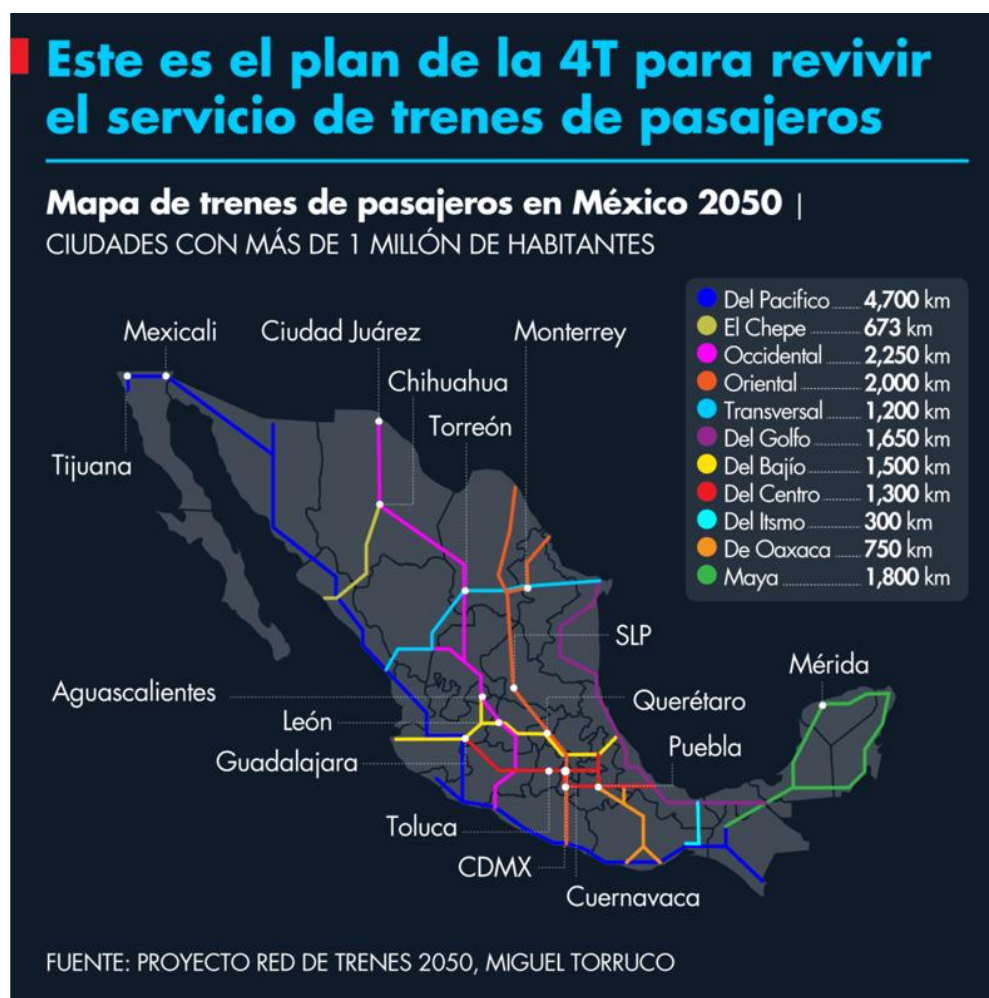 Este es el plan de la 4T para revivir
el servicio de trenes de pasajeros
Mapa de trenes de pasajeros en México 2050 |
CIUDADES CON MÁS DE 1 MILLÓN DE HABITANTES
Del Pacifico 4,700 km
El Chepe 673 km
Occidental 2,250 km
Oriental 2,000 km
Transversal 1,200 km
Del Golfo 1,650 km
Del Bajío 1,500 km
Del Centro 1,300 km
Del Itsmo 300 km
De Oaxaca 750 km
Maya 1,800 km
Mexicali
Ciudad Juárez
Monterrey
Chihuahua
Torreón
Tijuana
SLP
Mérida
Aguascalientes
Querétaro
León
Puebla
Guadalajara
Toluca
CDMX
Cuernavaca
FUENTE: PROYECTO RED DE TRENES 2050, MIGUEL TORRUCO